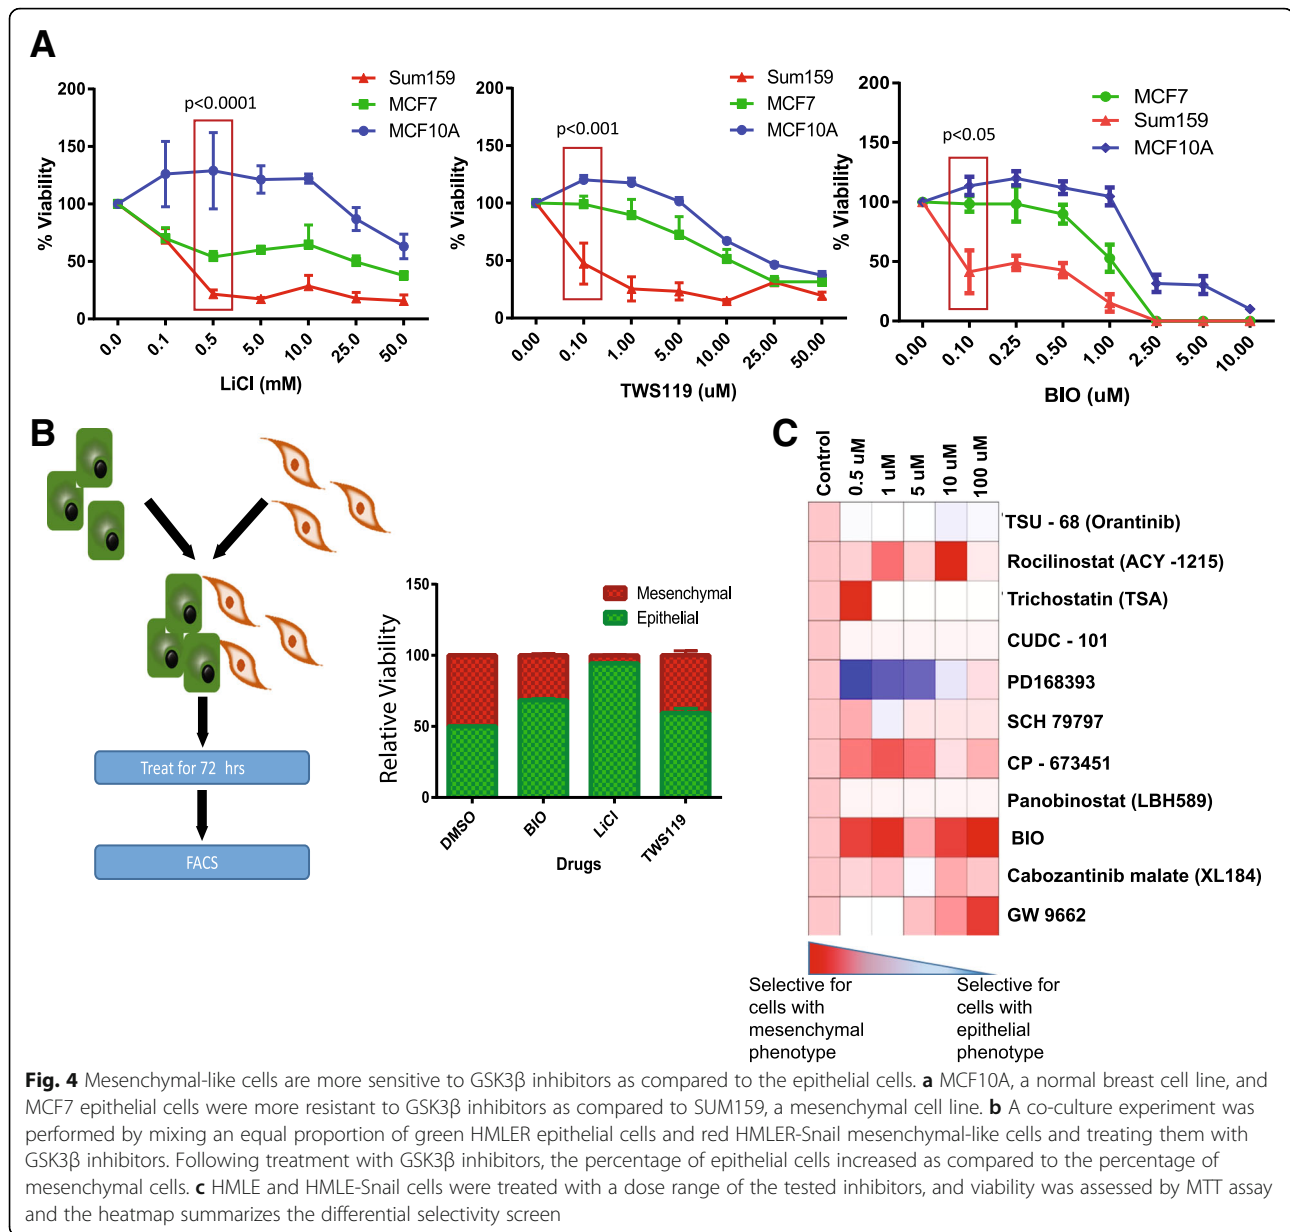 A
Sum159
MCF7
MCF10A
p<0.0001
200
150
100
50
0
% Viability
0.0
0.1
0.5
5.0
10.0
25.0
50.0
LiCl (mM)
Sum159
MCF7
MCF10A
p<0.001
200
150
100
50
0
% Viability
0.00
0.10
1.00
5.00
10.00
25.00
50.00
TWS119 (uM)
MCF7
Sum159
MCF10A
p<0.05
200
150
100
50
0
% Viability
0.00
0.10
0.25
0.50
1.00
2.50
5.00
10.00
BIO (uM)
B
Treat for 72 hrs
FACS
Mesenchymal
Epithelial
150
100
50
0
Relative Viability
DMSO
BIO
LiCl
TWS119
Drugs
C
Control
0.5 uM
1 uM
5 uM
10 uM
100 uM
TSU - 68 (Orantinib)
Rocilinostat (ACY -1215)
Trichostatin (TSA)
CUDC - 101
PD168393
SCH 79797
CP - 673451
Panobinostat (LBH589)
BIO
Cabozantinib malate (XL184)
GW 9662
Selective for
cells with
mesenchymal
phenotype
Selective for
cells with
epithelial
phenotype
Fig. 4 Mesenchymal-like cells are more sensitive to GSK3β inhibitors as compared to the epithelial cells. a MCF10A, a normal breast cell line, and
MCF7 epithelial cells were more resistant to GSK3β inhibitors as compared to SUM159, a mesenchymal cell line. b A co-culture experiment was
performed by mixing an equal proportion of green HMLER epithelial cells and red HMLER-Snail mesenchymal-like cells and treating them with
GSK3β inhibitors. Following treatment with GSK3β inhibitors, the percentage of epithelial cells increased as compared to the percentage of
mesenchymal cells. c HMLE and HMLE-Snail cells were treated with a dose range of the tested inhibitors, and viability was assessed by MTT assay
and the heatmap summarizes the differential selectivity screen